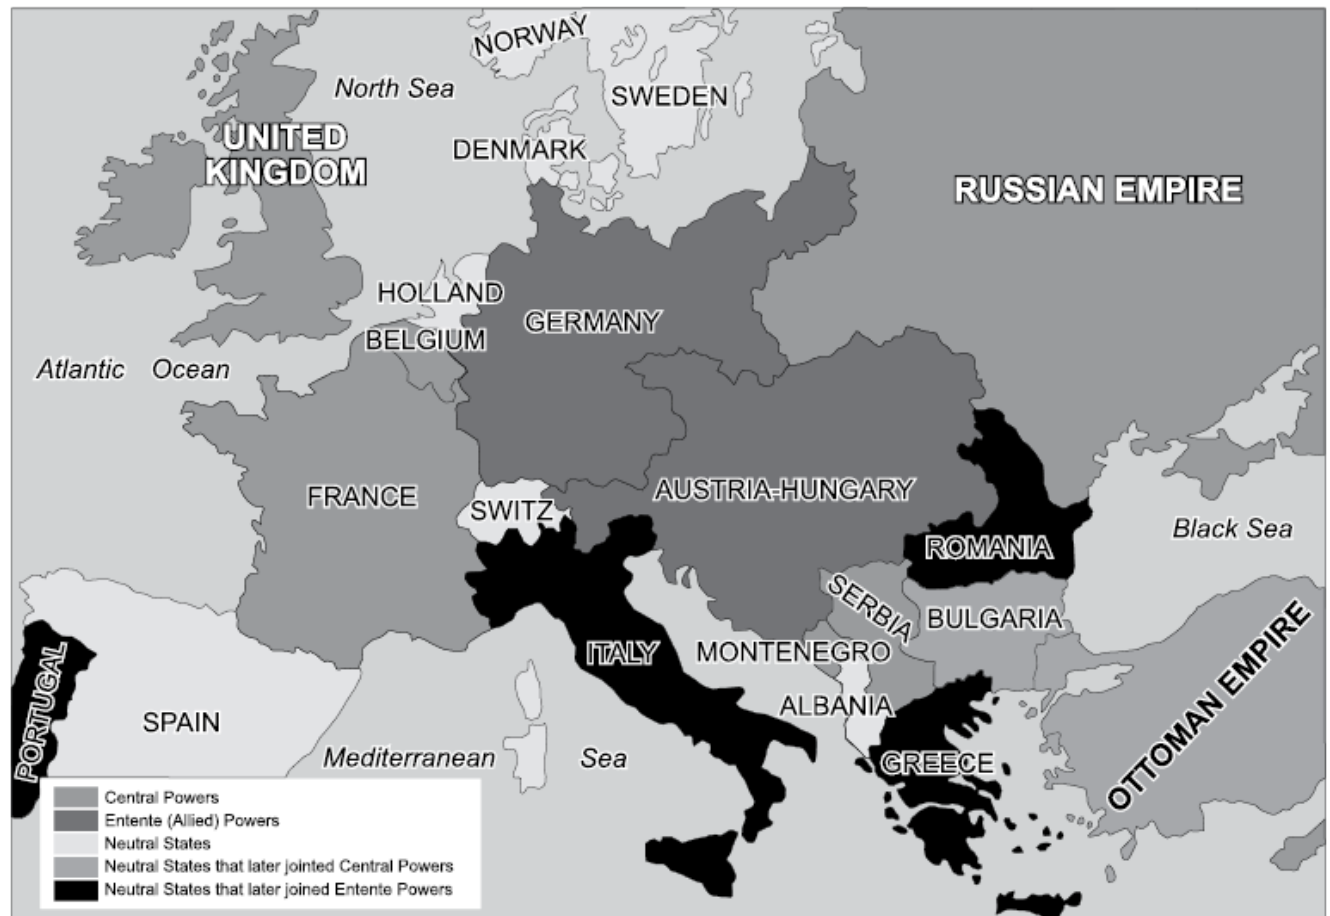 NORWAY
North Sea
SWEDEN
UNITED
KINGDOM
DENMARK
RUSSIAN EMPIRE
HOLLAND
GERMANY
BELGIUM
Atlantic Ocean
FRANCE
SWITZ
AUSTRIA-HUNGARY
Black Sea
ROMANIA
SERBIA
BULGARIA
ITALY
MONTENEGRO
PORTUGAL
ALBANIA
OTTOMAN EMPIRE
SPAIN
Mediterranean Sea
GREECE
Central Powers
Entente (Allied) Powers
Neutral States
Neutral States that later jointed Central Powers
Neutral States that later joined Entente Powers